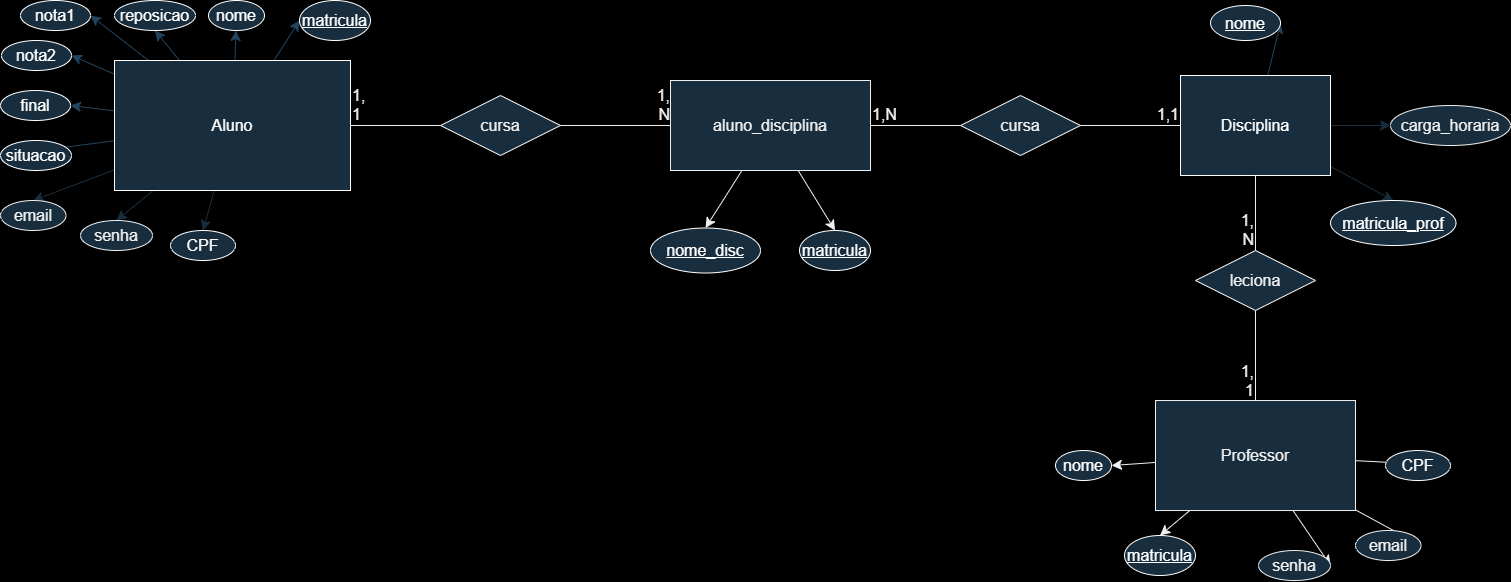 nota1
reposicao
nome
matricula
nome
nota2
final
situacao
email
senha
CPF
Aluno
1,
1
cursa
1,
N
aluno_disciplina
1,N
cursa
1,1
Disciplina
carga_horaria
matricula_prof
nome_disc
matricula
1,
N
leciona
1,
1
Professor
nome
CPF
matricula
senha
email